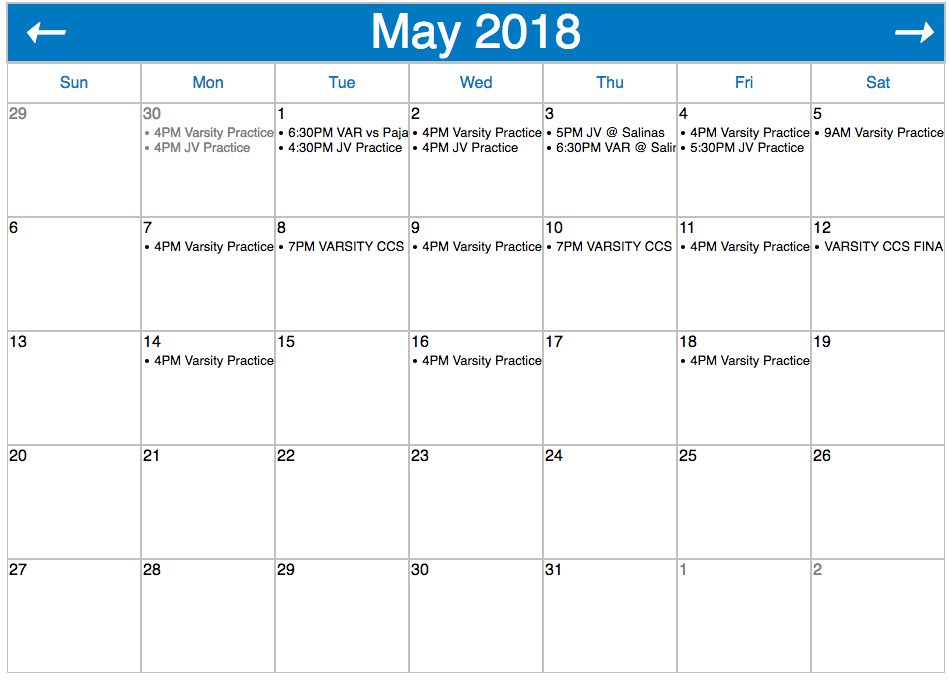 May 2018
Sun Mon Tue Wed Thu Fri Sat
29 30 1 2 3 4 5
• 4PM Varsity Practice • 6:30PM VAR vs Paja • 4PM Varsity Practice • 5PM JV @ Salinas • 4PM Varsity Practice • 9AM Varsity Practice
• 4PM JV Practice • 4:30PM JV Practice • 4PM JV Practice • 6:30PM VAR @ Salin • 5:30PM JV Practice
6 7 8 9 10 11 12
• 4PM Varsity Practice • 7PM VARSITY CCS • 4PM Varsity Practice • 7PM VARSITY CCS • 4PM Varsity Practice • VARSITY CCS FINA
13 14 15 16 17 18 19
• 4PM Varsity Practice • 4PM Varsity Practice • 4PM Varsity Practice
20 21 22 23 24 25 26
27 28 29 30 31 1 2